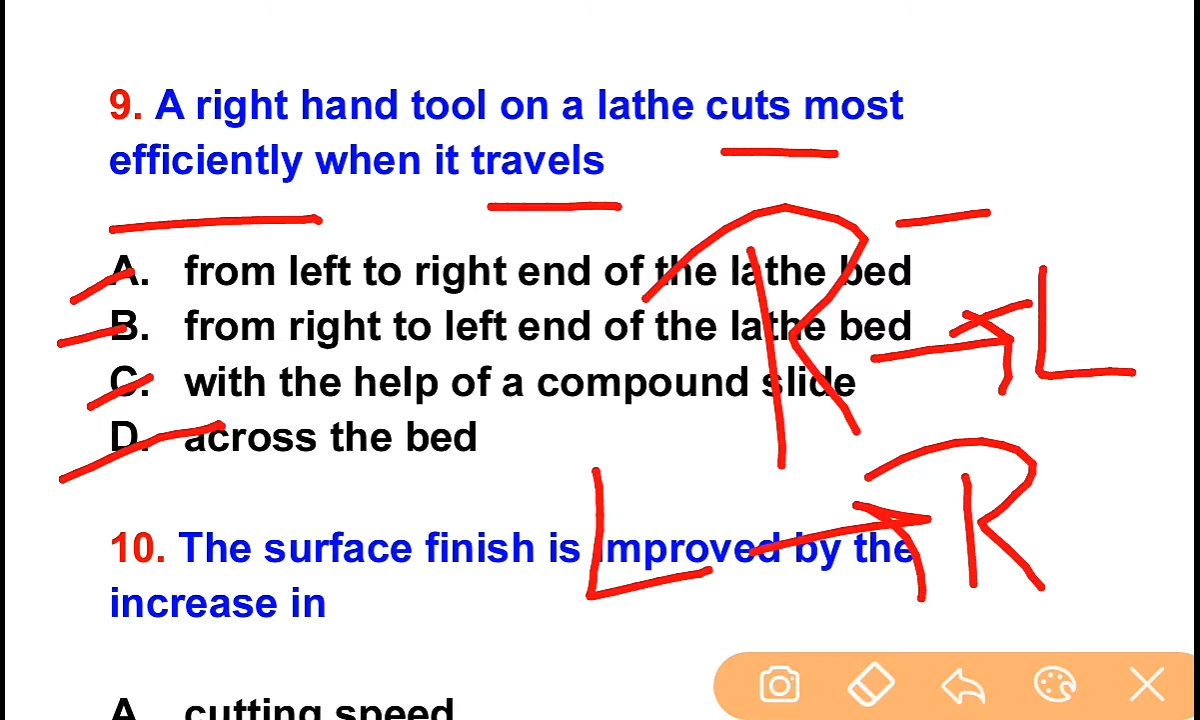 9. A right hand tool on a lathe cuts most
efficiently when it travels
A. from left to right end of the lathe bed
B. from right to left end of the lathe bed
C. with the help of a compound slide
D. across the bed
R → L
L → R
10. The surface finish is improved by the
increase in
A. cutting speed